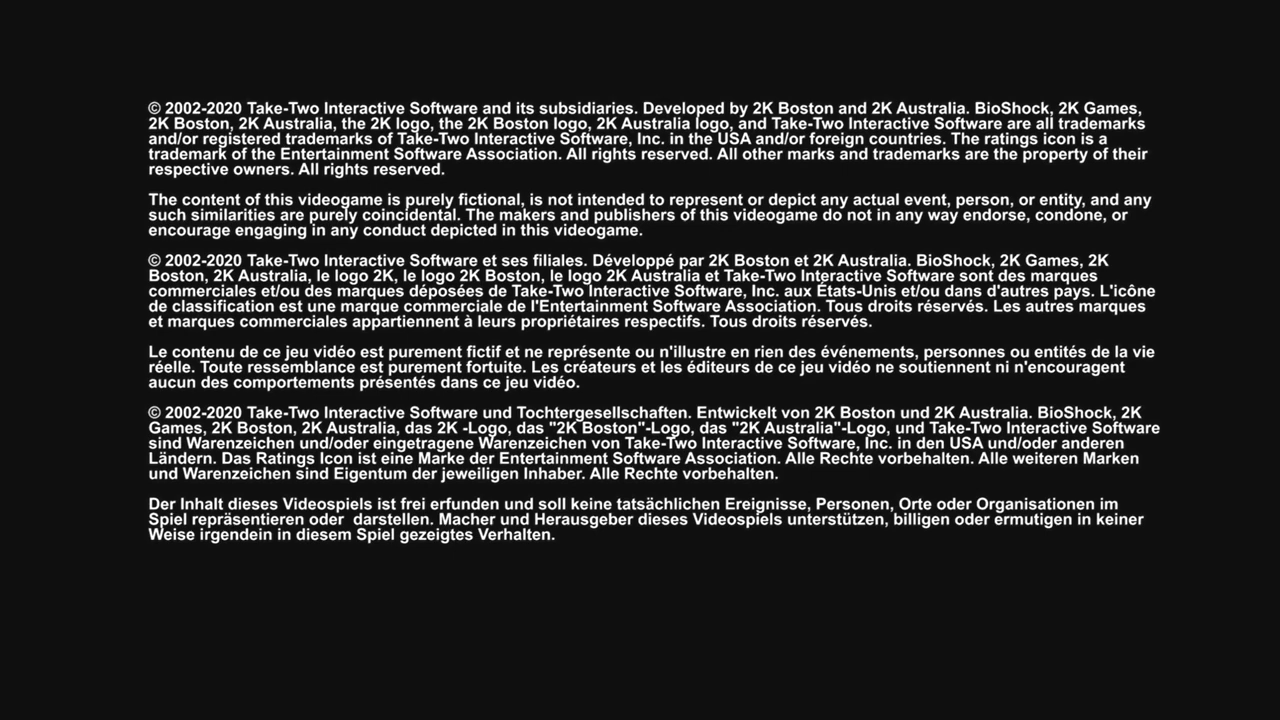 © 2002-2020 Take-Two Interactive Software and its subsidiaries. Developed by 2K Boston and 2K Australia. BioShock, 2K Games,
2K Boston, 2K Australia, the 2K logo, the 2K Boston logo, 2K Australia logo, and Take-Two Interactive Software are all trademarks
and/or registered trademarks of Take-Two Interactive Software, Inc. in the USA and/or foreign countries. The ratings icon is a
trademark of the Entertainment Software Association. All rights reserved. All other marks and trademarks are the property of their
respective owners. All rights reserved.
The content of this videogame is purely fictional, is not intended to represent or depict any actual event, person, or entity, and any
such similarities are purely coincidental. The makers and publishers of this videogame do not in any way endorse, condone, or
encourage engaging in any conduct depicted in this videogame.
© 2002-2020 Take-Two Interactive Software et ses filiales. Développé par 2K Boston et 2K Australia. BioShock, 2K Games, 2K
Boston, 2K Australia, le logo 2K, le logo 2K Boston, le logo 2K Australia et Take-Two Interactive Software sont des marques
commerciales et/ou des marques déposées de Take-Two Interactive Software, Inc. aux États-Unis et/ou dans d'autres pays. L'icône
de classification est une marque commerciale de l'Entertainment Software Association. Tous droits réservés. Les autres marques
et marques commerciales appartiennent à leurs propriétaires respectifs. Tous droits réservés.
Le contenu de ce jeu vidéo est purement fictif et ne représente ou n'illustre en rien des événements, personnes ou entités de la vie
réelle. Toute ressemblance est purement fortuite. Les créateurs et les éditeurs de ce jeu vidéo ne soutiennent ni n'encouragent
aucun des comportements présentés dans ce jeu vidéo.
© 2002-2020 Take-Two Interactive Software und Tochtergesellschaften. Entwickelt von 2K Boston und 2K Australia. BioShock, 2K
Games, 2K Boston, 2K Australia, das 2K -Logo, das "2K Boston"-Logo, das "2K Australia"-Logo, und Take-Two Interactive Software
sind Warenzeichen und/oder eingetragene Warenzeichen von Take-Two Interactive Software, Inc. in den USA und/oder anderen
Ländern. Das Ratings Icon ist eine Marke der Entertainment Software Association. Alle Rechte vorbehalten. Alle weiteren Marken
und Warenzeichen sind Eigentum der jeweiligen Inhaber. Alle Rechte vorbehalten.
Der Inhalt dieses Videospiels ist frei erfunden und soll keine tatsächlichen Ereignisse, Personen, Orte oder Organisationen im
Spiel repräsentieren oder  darstellen. Macher und Herausgeber dieses Videospiels unterstützen, billigen oder ermutigen in keiner
Weise irgendein in diesem Spiel gezeigtes Verhalten.